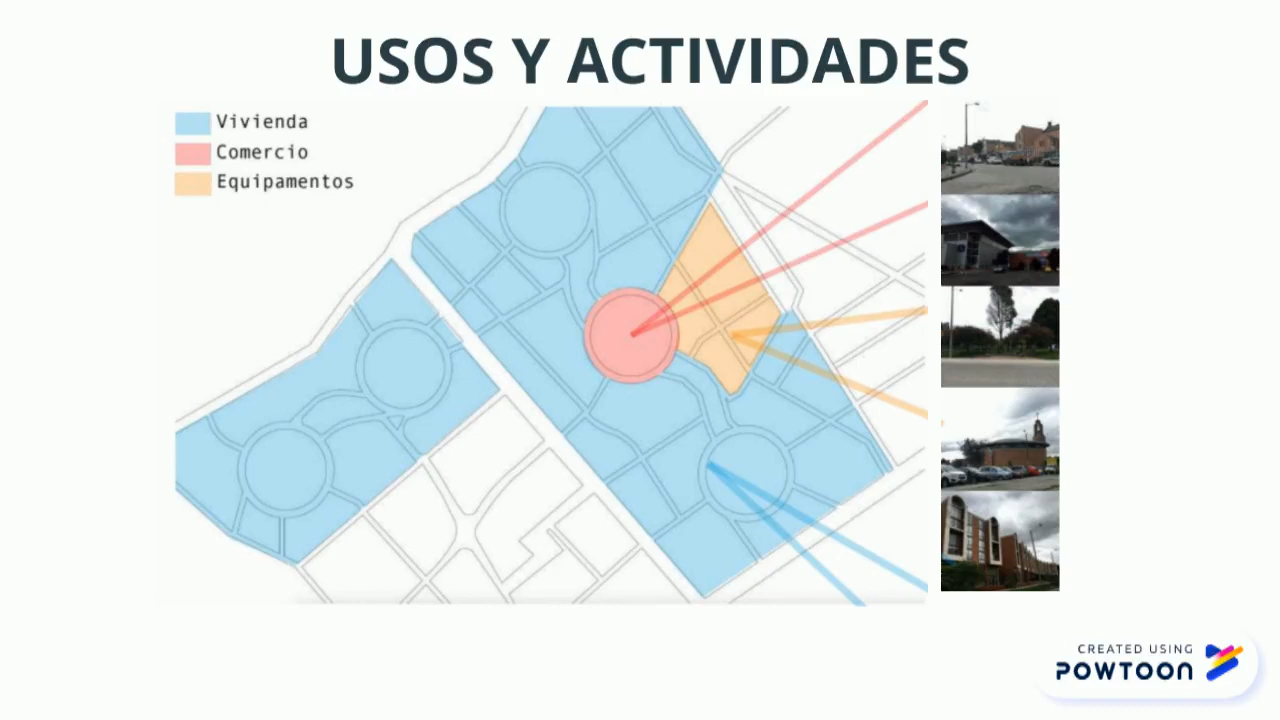 USOS Y ACTIVIDADES
Vivienda
Comercio
Equipamentos
CREATED USING
POWTOON